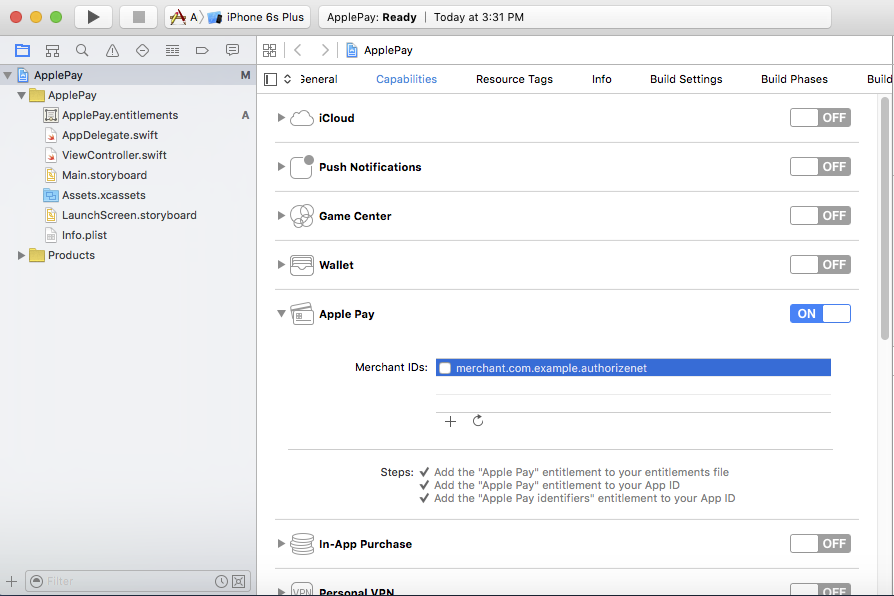 A
iPhone 6s Plus
ApplePay: Ready
Today at 3:31 PM
ApplePay
ApplePay
M
General
Capabilities
Resource Tags
Info
Build Settings
Build Phases
Build
ApplePay
ApplePay.entitlements
A
AppDelegate.swift
ViewController.swift
Main.storyboard
Assets.xcassets
LaunchScreen.storyboard
Info.plist
Products
Filter
iCloud
OFF
Push Notifications
OFF
Game Center
OFF
Wallet
OFF
Apple Pay
ON
Merchant IDs:
merchant.com.example.authorizenet
Steps:
Add the "Apple Pay" entitlement to your entitlements file
Add the "Apple Pay" entitlement to your App ID
Add the "Apple Pay identifiers" entitlement to your App ID
In-App Purchase
OFF
VPN
Personal VPN
OFF